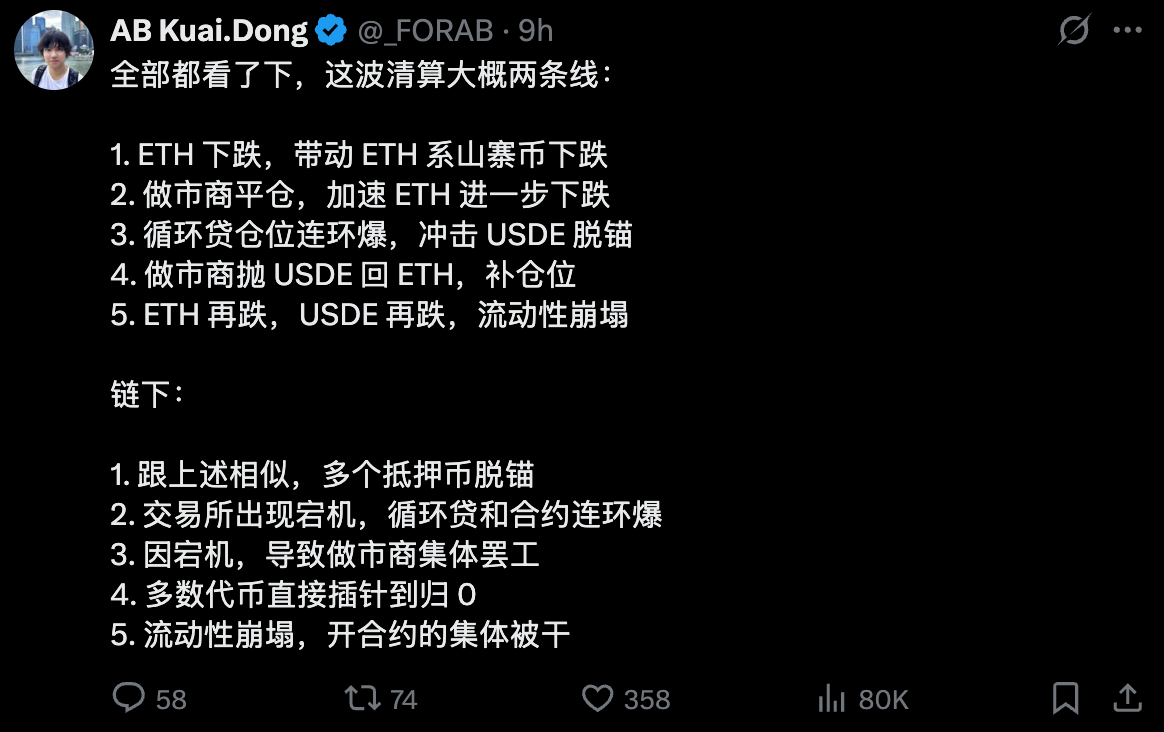 AB Kuai.Dong @_FORAB · 9h
全部都看了下，这波清算大概两条线：
1. ETH 下跌，带动 ETH 系山寨币下跌
2. 做市商平仓，加速 ETH 进一步下跌
3. 循环贷仓位连环爆，冲击 USDE 脱锚
4. 做市商抛 USDE 回 ETH，补仓位
5. ETH 再跌，USDE 再跌，流动性崩塌
链下：
1. 跟上述相似，多个抵押币脱锚
2. 交易所出现宕机，循环贷和合约连环爆
3. 因宕机，导致做市商集体罢工
4. 多数代币直接插针到归 0
5. 流动性崩塌，开合约的集体被干
58 74 358 80K